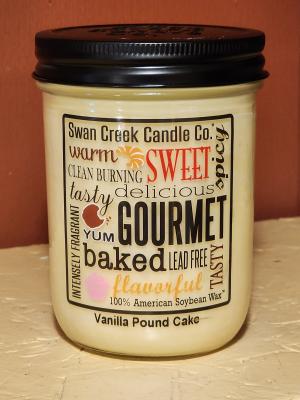 Swan Creek Candle Co.
warm
SWEET
spicy
CLEAN BURNING
tasty
delicious
INTENSELY FRAGRANT
YUM
GOURMET
baked
LEAD FREE
TASTY
flavorful
100% American Soybean Wax
Vanilla Pound Cake